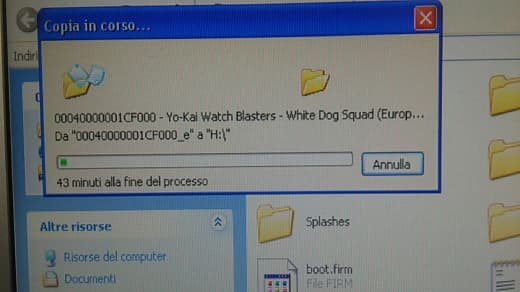 Copia in corso...
Indiri
00040000001CF000 - Yo-Kai Watch Blasters - White Dog Squad (Europ...
Da "00040000001CF000_e" a "H:\"
Annulla
43 minuti alla fine del processo
Altre risorse
Risorse del computer
Documenti
Splashes
boot.firm
File FIRM